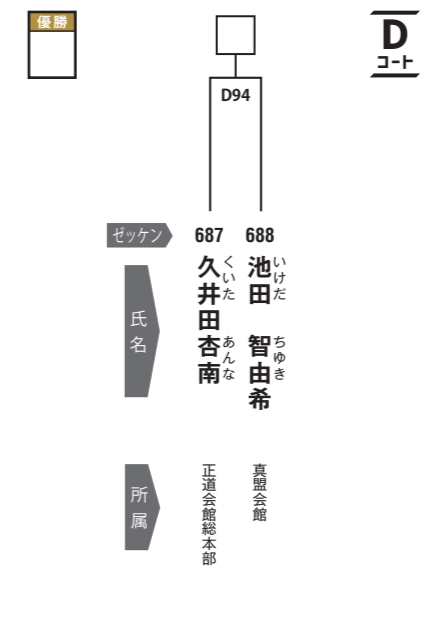 優勝
D
コート
D94
ゼッケン
687
688
氏名
久井田 杏南
くいた あんな
池田 智由希
いけだ ちゆき
所属
正道会館総本部
真盟会館